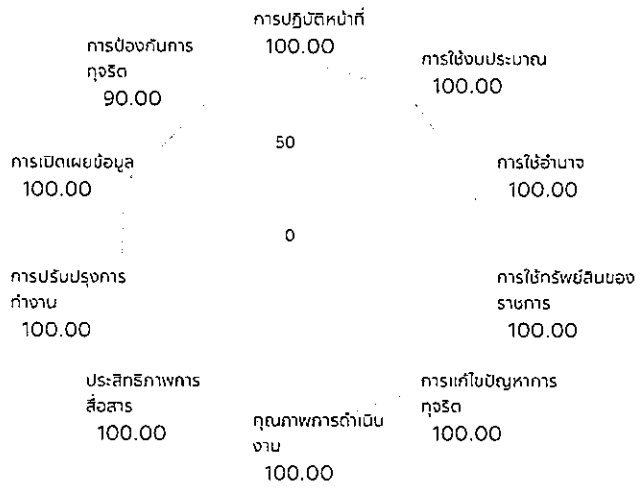 การปฏิบัติหน้าที่
100.00
การใช้งบประมาณ
100.00
การใช้อำนาจ
100.00
การใช้ทรัพย์สินของ
ราชการ
100.00
การแก้ไขปัญหาการ
ทุจริต
100.00
คุณภาพการดำเนิน
งาน
100.00
ประสิทธิภาพการ
สื่อสาร
100.00
การปรับปรุงการ
ทำงาน
100.00
การเปิดเผยข้อมูล
100.00
การป้องกันการ
ทุจริต
90.00
50
0